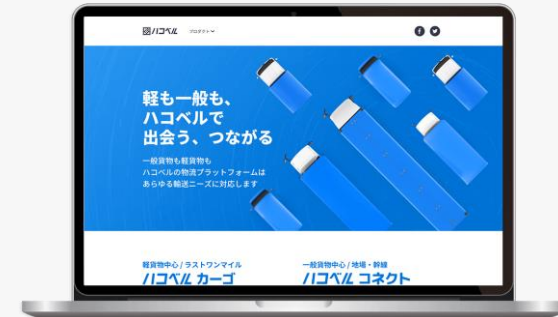 ハコベル
プロダクト
軽も一般も、
ハコベルで
出会う、つながる
一般貨物も軽貨物も
ハコベルの物流プラットフォームは
あらゆる輸送ニーズに対応します
軽貨物中心 / ラストワンマイル
ハコベル カーゴ
一般貨物中心 / 地場・幹線
ハコベル コネクト